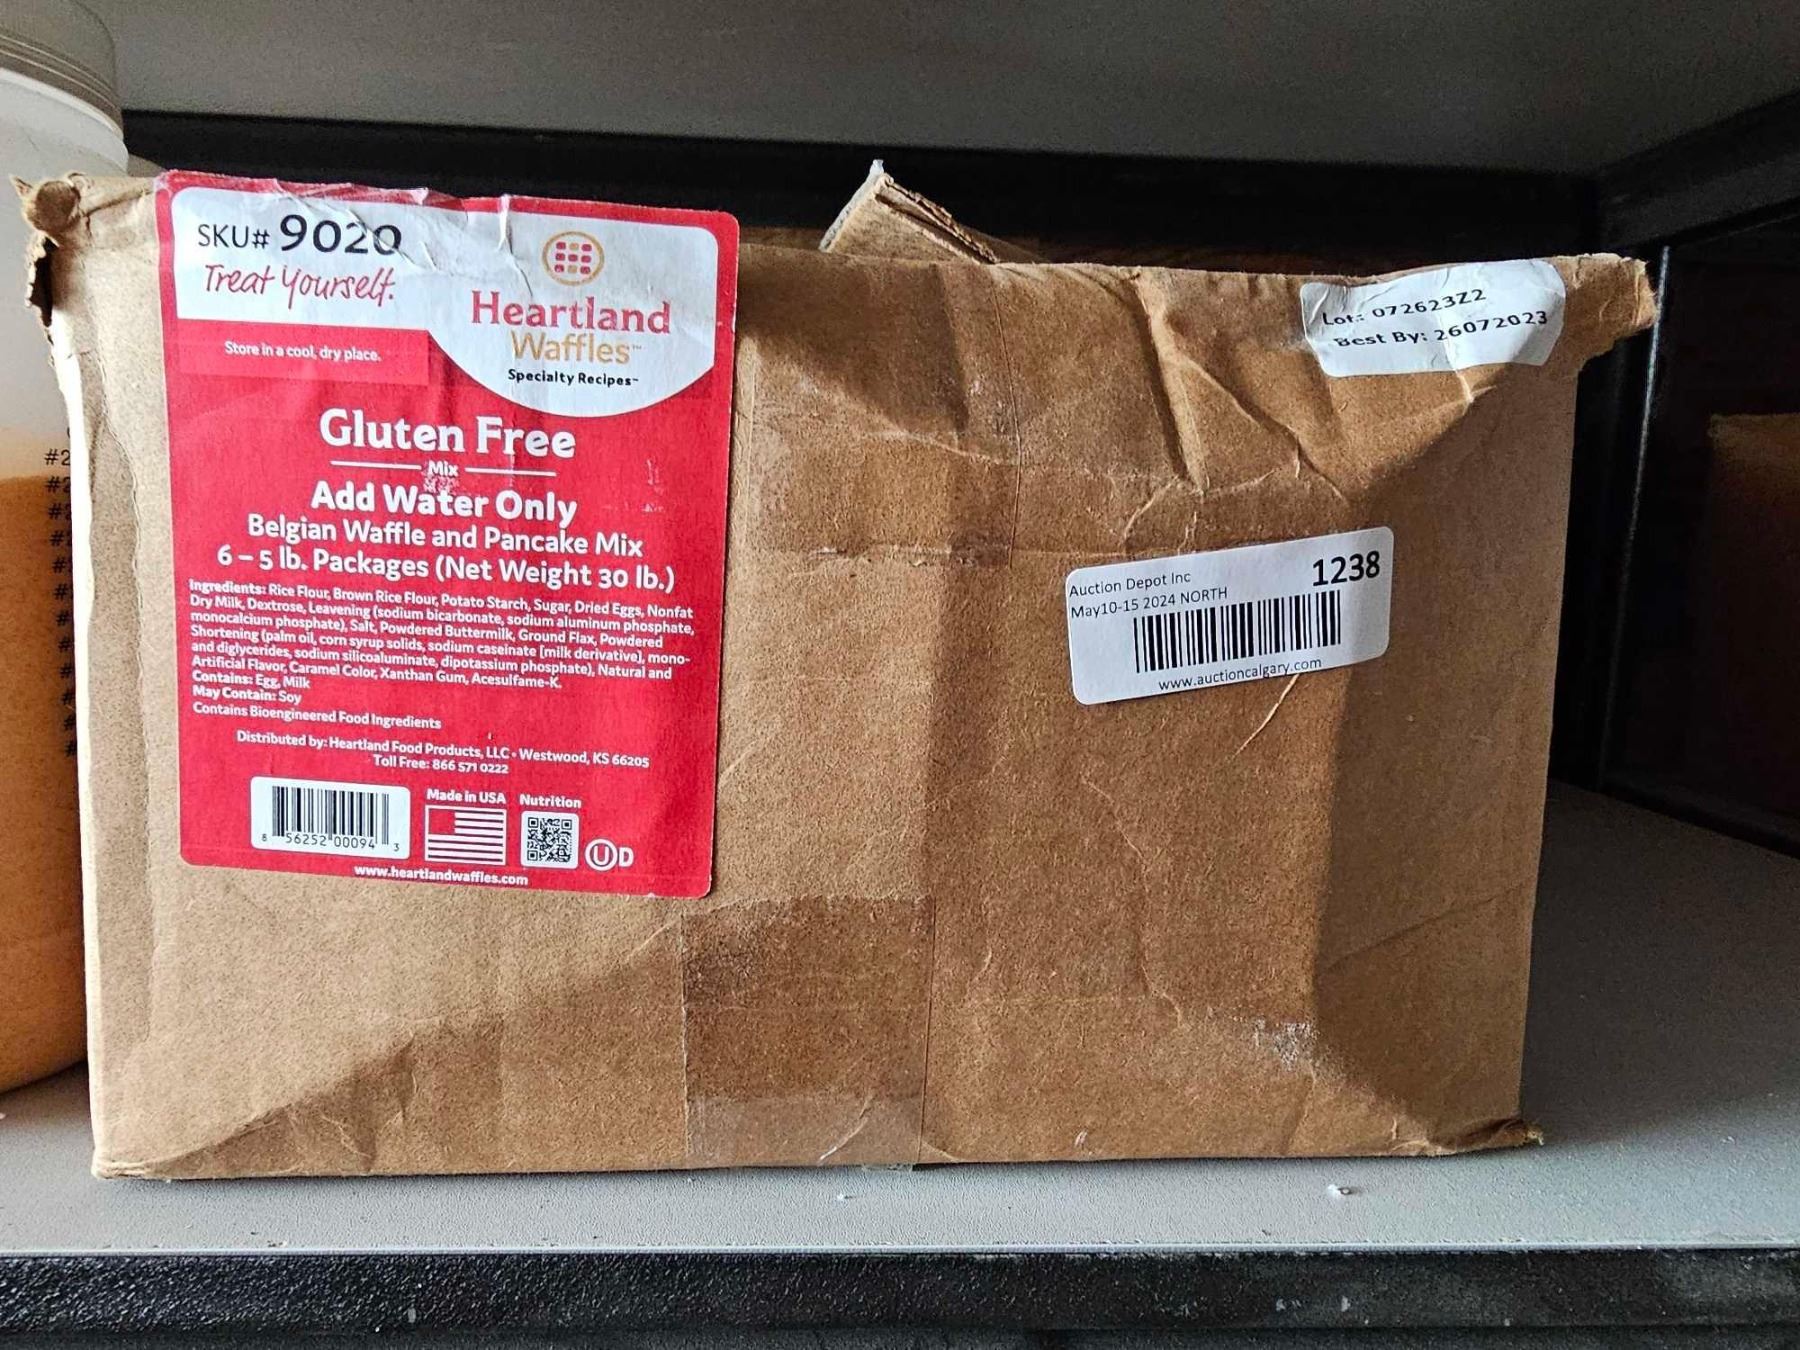 SKU# 9020
Treat Yourself.
Heartland
Waffles™
Specialty Recipes™
Store in a cool, dry place.
Gluten Free
Mix
Add Water Only
Belgian Waffle and Pancake Mix
6 – 5 lb. Packages (Net Weight 30 lb.)
Ingredients: Rice Flour, Brown Rice Flour, Potato Starch, Sugar, Dried Eggs, Nonfat
Dry Milk, Dextrose, Leavening (sodium bicarbonate, sodium aluminum phosphate,
monocalcium phosphate), Salt, Powdered Buttermilk, Ground Flax, Powdered
Shortening (palm oil, corn syrup solids, sodium caseinate [milk derivative], mono-
and diglycerides, sodium silicoaluminate, dipotassium phosphate), Natural and
Artificial Flavor, Caramel Color, Xanthan Gum, Acesulfame-K.
Contains: Egg, Milk
May Contain: Soy
Contains Bioengineered Food Ingredients
Distributed by: Heartland Food Products, LLC • Westwood, KS 66205
Toll Free: 866 571 0222
Made in USA Nutrition
8 56252 00094 3
UD
www.heartlandwaffles.com
Lot: 072623Z2
Best By: 26072023
Auction Depot Inc 1238
May10-15 2024 NORTH
www.auctioncalgary.com